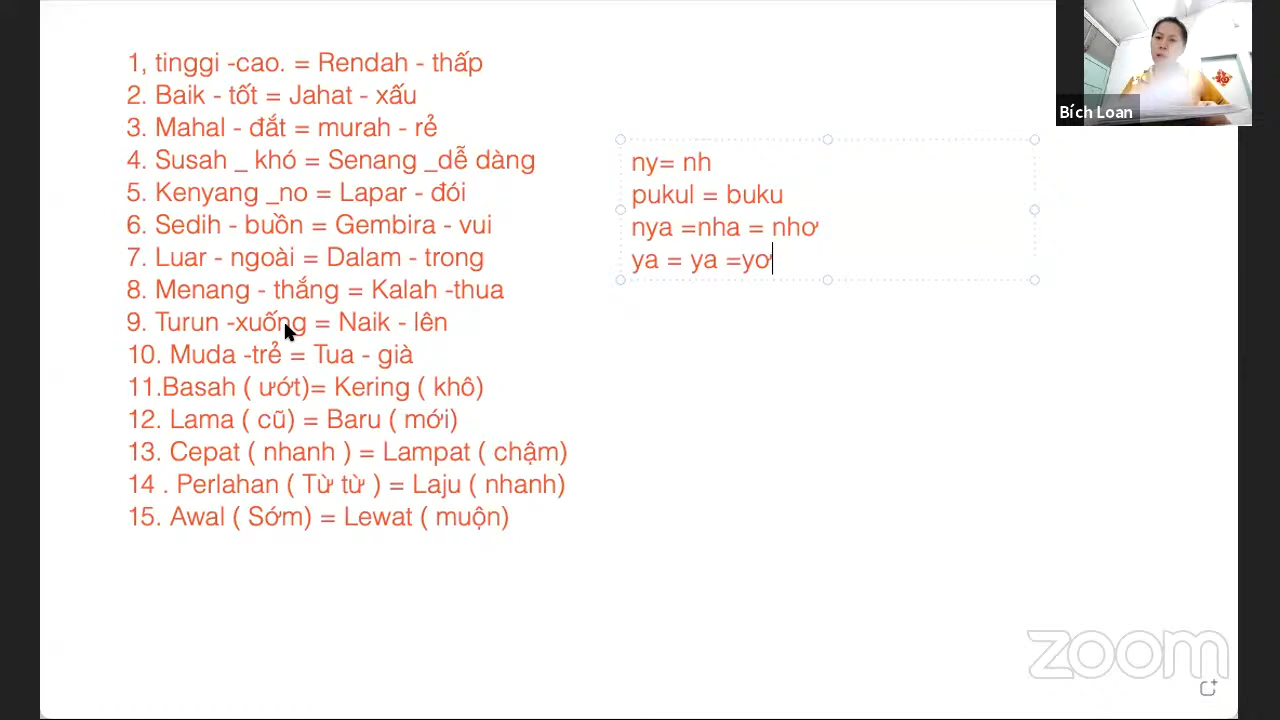 1, tinggi -cao. = Rendah - thấp
2. Baik - tốt = Jahat - xấu
3. Mahal - đắt = murah - rẻ
4. Susah _ khó = Senang _dễ dàng
5. Kenyang _no = Lapar - đói
6. Sedih - buồn = Gembira - vui
7. Luar - ngoài = Dalam - trong
8. Menang - thắng = Kalah -thua
9. Turun -xuống = Naik - lên
10. Muda -trẻ = Tua - già
11.Basah ( ướt)= Kering ( khô)
12. Lama ( cũ) = Baru ( mới)
13. Cepat ( nhanh ) = Lampat ( chậm)
14 . Perlahan ( Từ từ ) = Laju ( nhanh)
15. Awal ( Sớm) = Lewat ( muộn)
ny= nh
pukul = buku
nya =nha = nhơ
ya = ya =yơ
Bích Loan
zoom